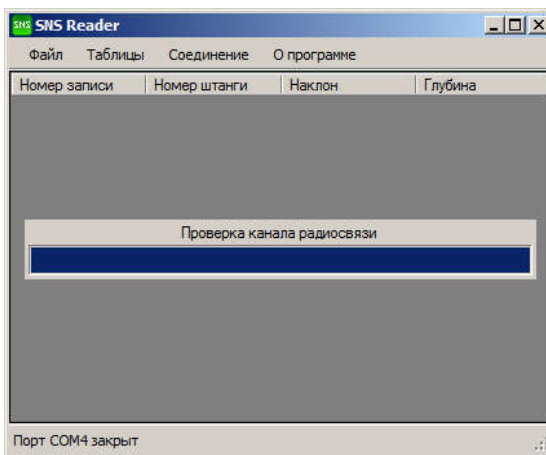 SNS SNS Reader
Файл Таблицы Соединение О программе
Номер записи Номер штанги Наклон Глубина
Проверка канала радиосвязи
Порт COM4 закрыт